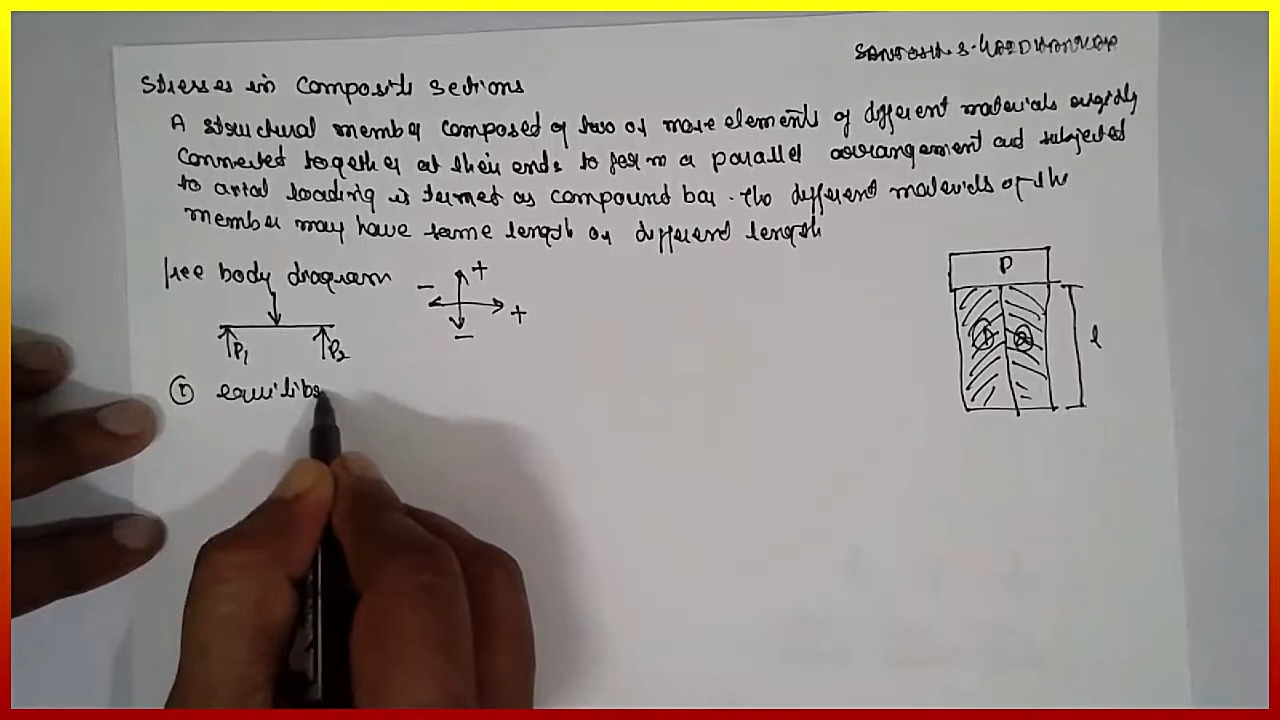 Stresses in composite sections
A structural member composed of two or more elements of different materials rigidly
connected together at their ends to form a parallel arrangement and subjected
to axial loading is termed as compound bar. The different materials of the
member may have same length or different length
free body diagram
+
-
+
-
P1 P2
① equilib
P
1 2
l